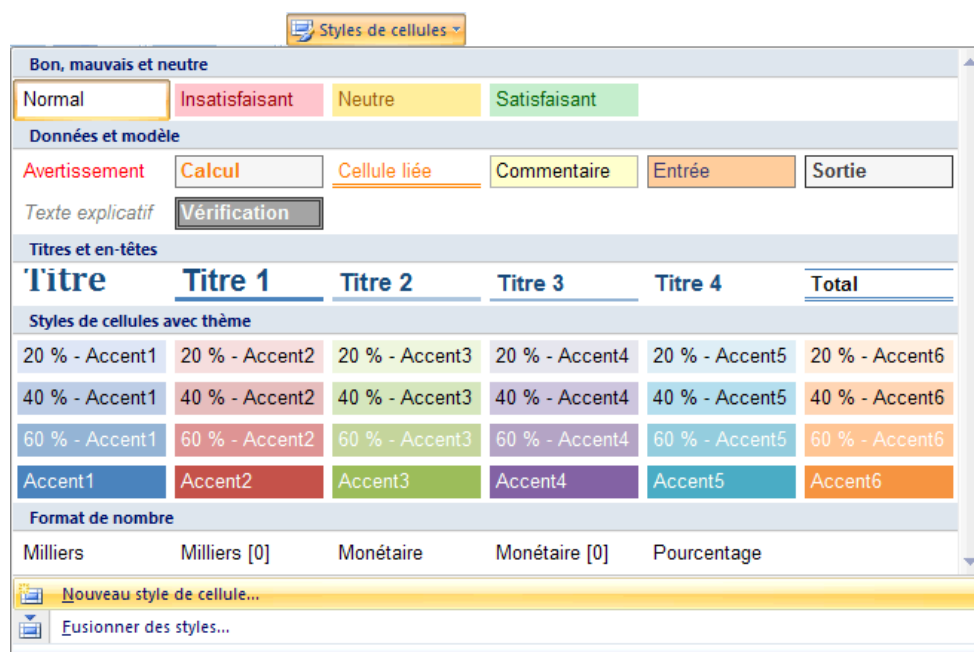 Styles de cellules
Bon, mauvais et neutre
Normal Insatisfaisant Neutre Satisfaisant
Données et modèle
Avertissement Calcul Cellule liée Commentaire Entrée Sortie
Texte explicatif Vérification
Titres et en-têtes
Titre Titre 1 Titre 2 Titre 3 Titre 4 Total
Styles de cellules avec thème
20 % - Accent1 20 % - Accent2 20 % - Accent3 20 % - Accent4 20 % - Accent5 20 % - Accent6
40 % - Accent1 40 % - Accent2 40 % - Accent3 40 % - Accent4 40 % - Accent5 40 % - Accent6
60 % - Accent1 60 % - Accent2 60 % - Accent3 60 % - Accent4 60 % - Accent5 60 % - Accent6
Accent1 Accent2 Accent3 Accent4 Accent5 Accent6
Format de nombre
Milliers Milliers [0] Monétaire Monétaire [0] Pourcentage
Nouveau style de cellule...
Fusionner des styles...